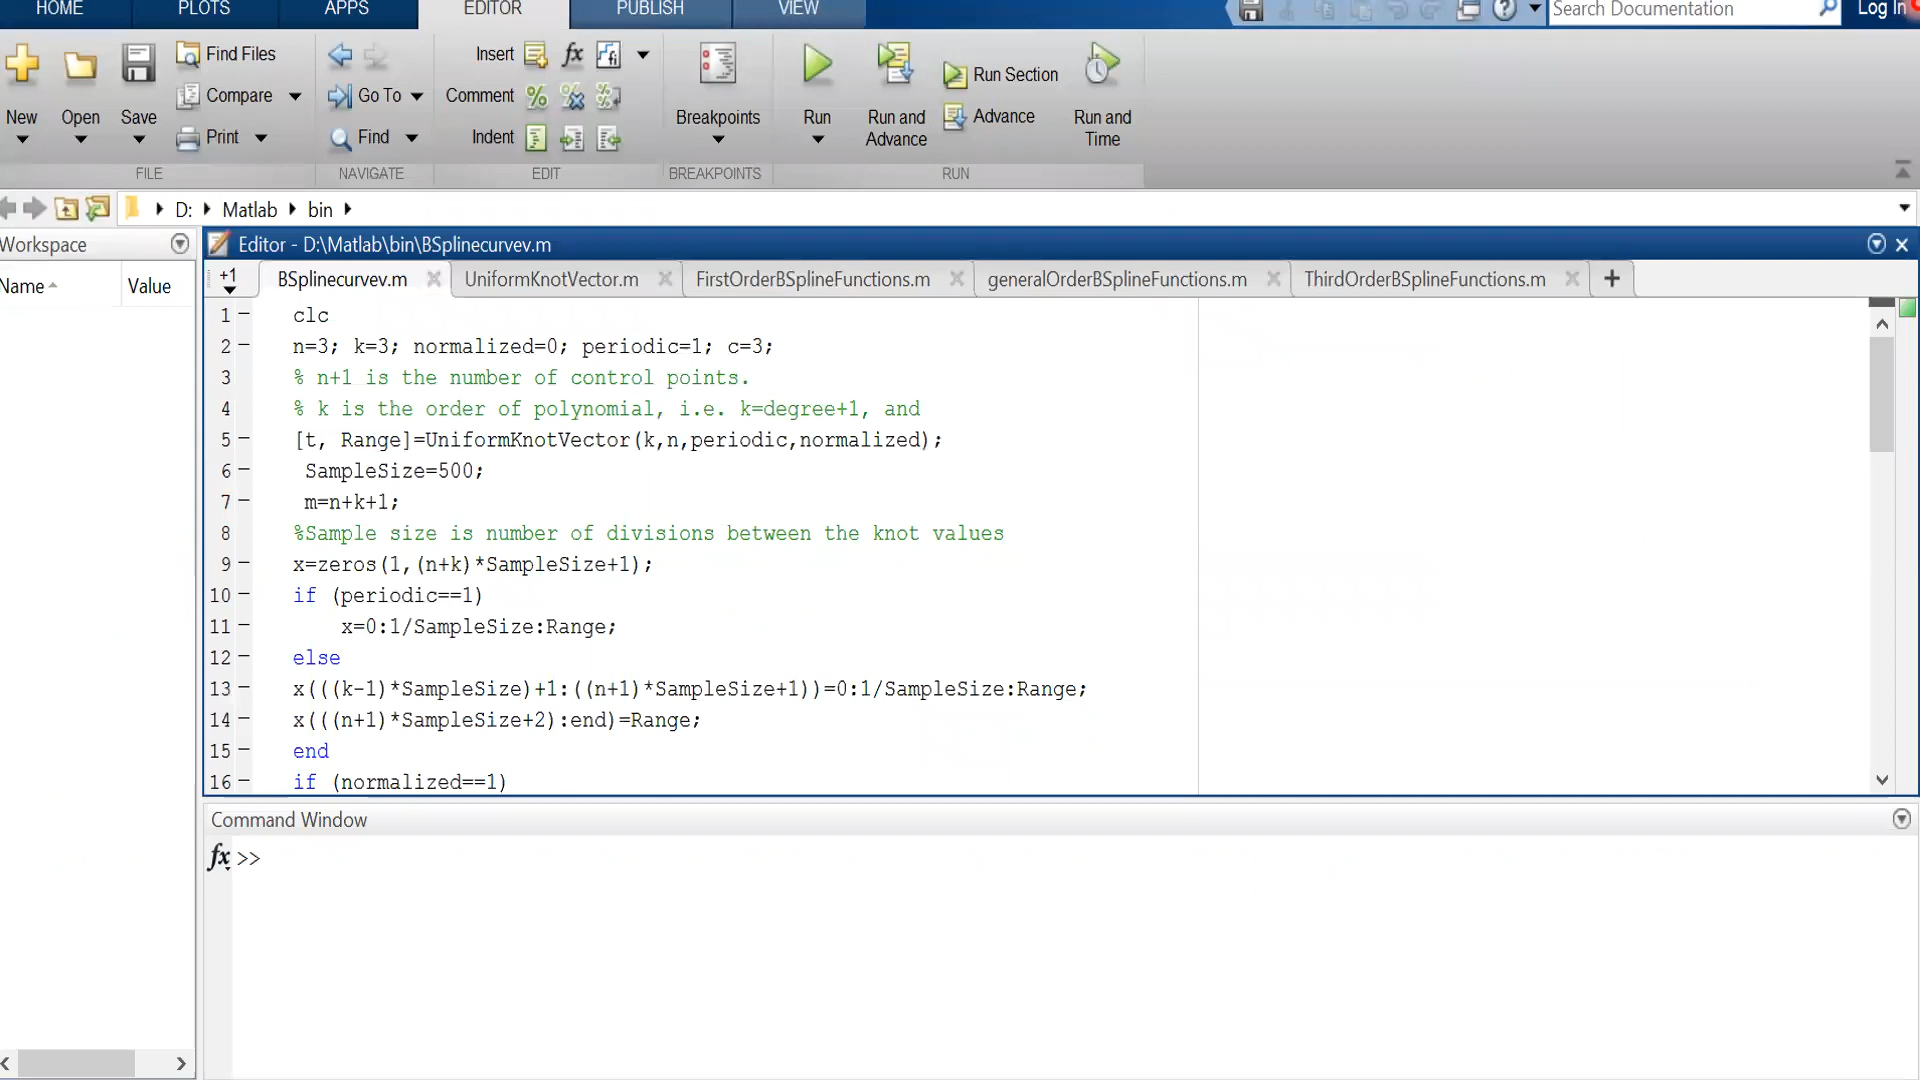 HOME PLOTS APPS EDITOR PUBLISH VIEW Search Documentation Log In
Find Files Insert fx fi
Compare Go To Comment % Run Section
New Open Save Print Find Indent Breakpoints Run Run and Advance Advance Run and Time
FILE NAVIGATE EDIT BREAKPOINTS RUN
D: Matlab bin
Workspace Editor - D:\Matlab\bin\BSplinecurvev.m
Name Value +1 BSplinecurvev.m UniformKnotVector.m FirstOrderBSplineFunctions.m generalOrderBSplineFunctions.m ThirdOrderBSplineFunctions.m +
1 clc
2 n=3; k=3; normalized=0; periodic=1; c=3;
3 % n+1 is the number of control points.
4 % k is the order of polynomial, i.e. k=degree+1, and
5 [t, Range]=UniformKnotVector(k,n,periodic,normalized);
6 SampleSize=500;
7 m=n+k+1;
8 %Sample size is number of divisions between the knot values
9 x=zeros(1,(n+k)*SampleSize+1);
10 if (periodic==1)
11 x=0:1/SampleSize:Range;
12 else
13 x(((k-1)*SampleSize)+1:((n+1)*SampleSize+1))=0:1/SampleSize:Range;
14 x(((n+1)*SampleSize+2):end)=Range;
15 end
16 if (normalized==1)
Command Window
fx >>